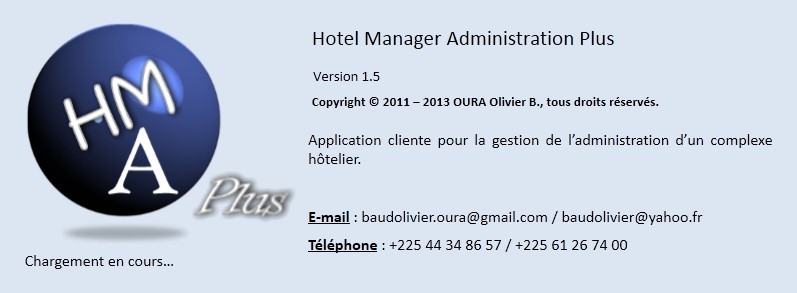 Hotel Manager Administration Plus
Version 1.5
Copyright © 2011 – 2013 OURA Olivier B., tous droits réservés.
Application cliente pour la gestion de l’administration d’un complexe
hôtelier.
E-mail : baudolivier.oura@gmail.com / baudolivier@yahoo.fr
Téléphone : +225 44 34 86 57 / +225 61 26 74 00
HM
A
Plus
Chargement en cours...